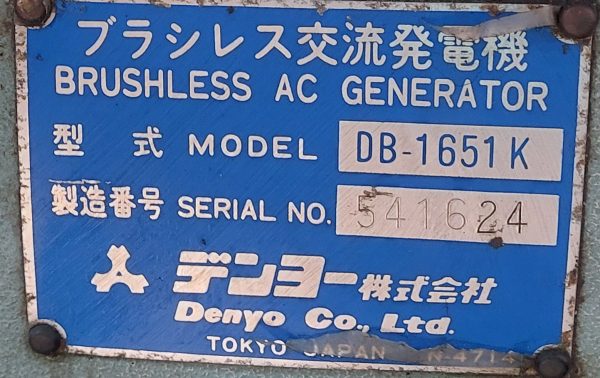 ブラシレス交流発電機
BRUSHLESS AC GENERATOR
型 式 MODEL DB-1651K
製造番号 SERIAL NO. 541624
デンヨー株式会社
Denyo Co., Ltd.
TOKYO JAPAN